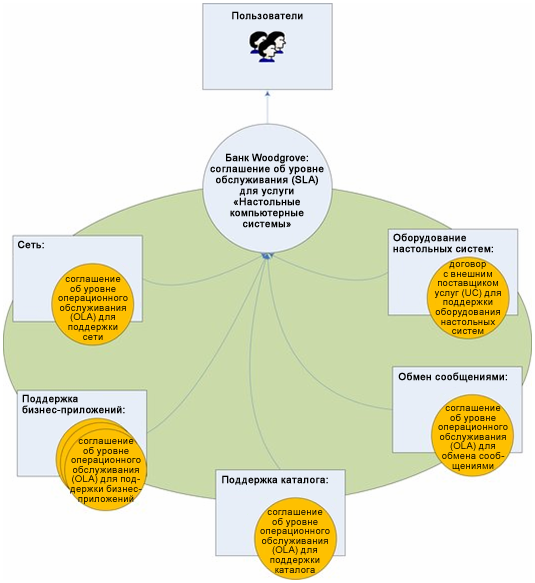 Пользователи
Банк Woodgrove:
соглашение об уровне
обслуживания (SLA)
для услуги
«Настольные
компьютерные
системы»
Сеть:
соглашение
об уровне
операционного
обслуживания
(OLA) для
поддержки
сети
Оборудование
настольных систем:
договор
с внешним
поставщиком
услуг (UC) для
поддержки
оборудования
настольных
систем
Поддержка
бизнес-приложений:
соглашение
об уровне
операционного
обслуживания
(OLA) для под-
держки бизнес-
приложений
Обмен сообщениями:
соглашение
об уровне
операционного
обслуживания
(OLA) для
обмена сооб-
щениями
Поддержка каталога:
соглашение
об уровне
операционного
обслуживания
(OLA) для
поддержки
каталога